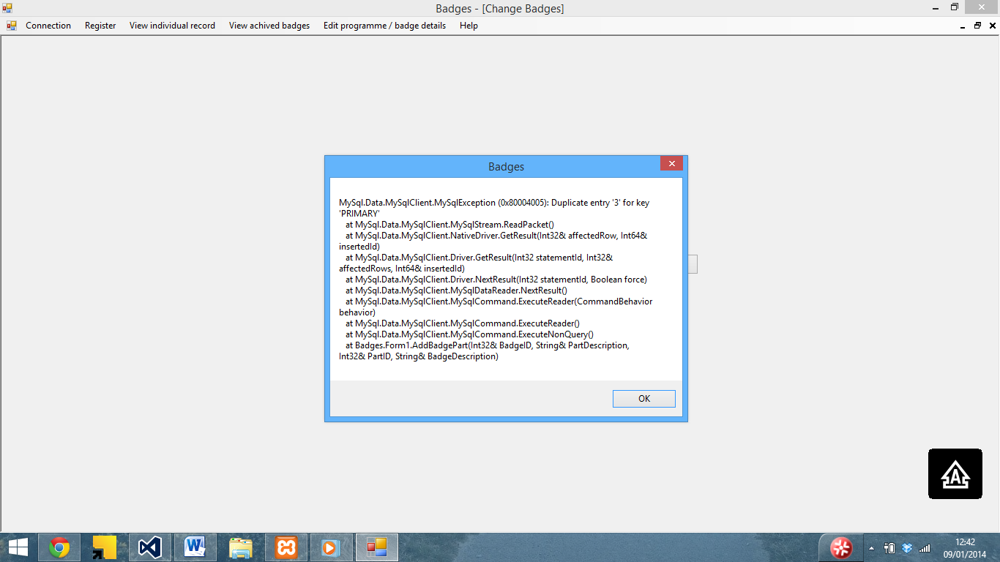 Badges - [Change Badges]
Connection Register View individual record View achived badges Edit programme / badge details Help
Badges
MySql.Data.MySqlClient.MySqlException (0x80004005): Duplicate entry '3' for key
'PRIMARY'
at MySql.Data.MySqlClient.MySqlStream.ReadPacket()
at MySql.Data.MySqlClient.NativeDriver.GetResult(Int32& affectedRow, Int64&
insertedId)
at MySql.Data.MySqlClient.Driver.GetResult(Int32 statementId, Int32&
affectedRows, Int64& insertedId)
at MySql.Data.MySqlClient.Driver.NextResult(Int32 statementId, Boolean force)
at MySql.Data.MySqlClient.MySqlDataReader.NextResult()
at MySql.Data.MySqlClient.MySqlCommand.ExecuteReader(CommandBehavior
behavior)
at MySql.Data.MySqlClient.MySqlCommand.ExecuteReader()
at MySql.Data.MySqlClient.MySqlCommand.ExecuteNonQuery()
at Badges.Form1.AddBadgePart(Int32& BadgeID, String& PartDescription,
Int32& PartID, String& BadgeDescription)
OK
A
12:42
09/01/2014